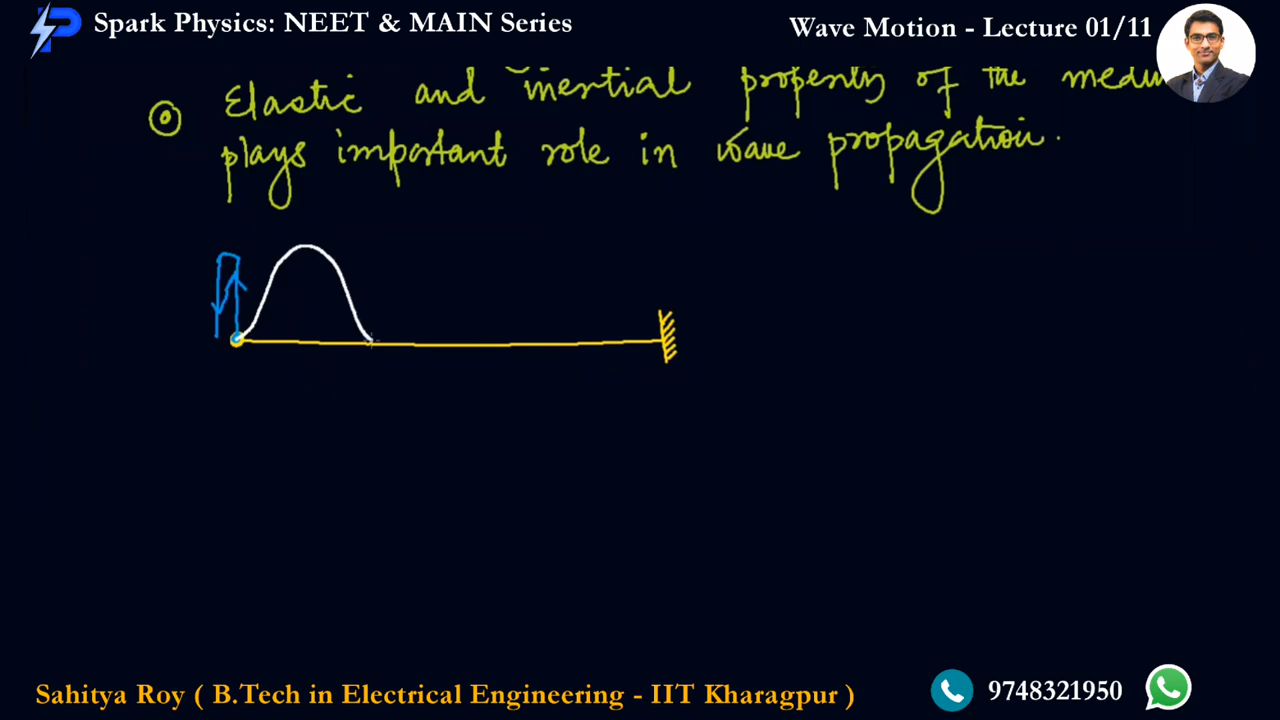 Spark Physics: NEET & MAIN Series
Wave Motion - Lecture 01/11
Elastic and inertial property of the
plays important role in wave propagation.
Sahitya Roy ( B.Tech in Electrical Engineering - IIT Kharagpur )
9748321950